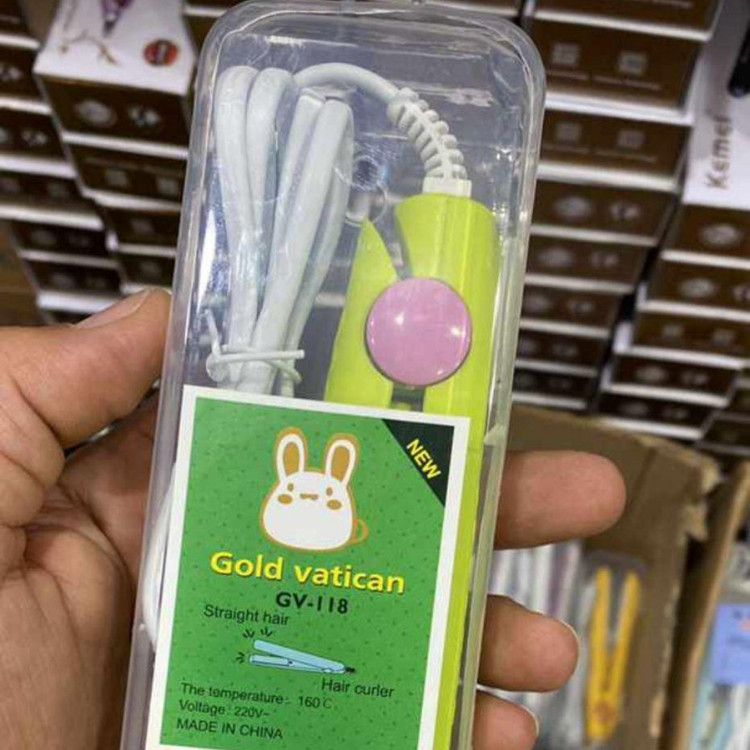 Kemei
NEW
Gold vatican
GV-118
Straight hair
Hair curler
The temperature: 160℃
Voltage: 220V~
MADE IN CHINA